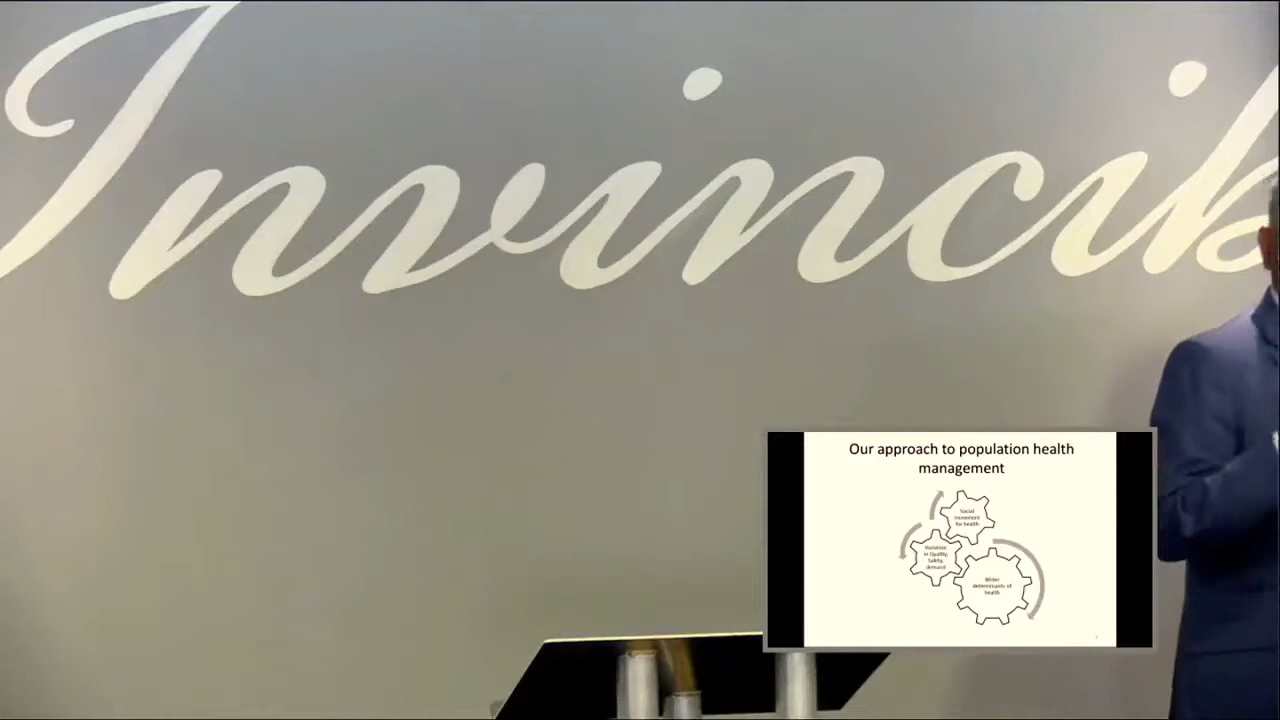 Invincib
Our approach to population health
management
Social
movement
for health
Variation
in Quality,
Safety,
demand
Wider
determinants of
health